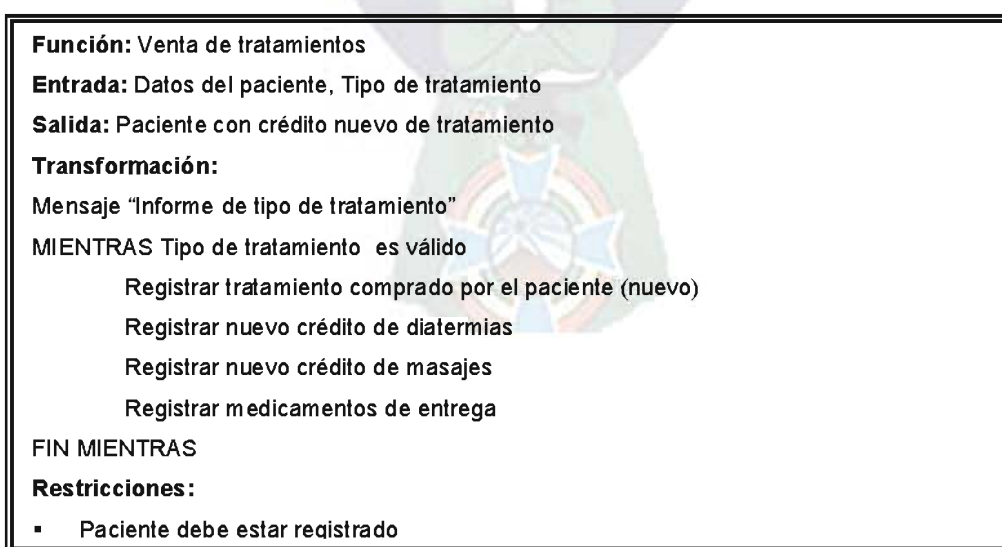 Función: Venta de tratamientos
Entrada: Datos del paciente, Tipo de tratamiento
Salida: Paciente con crédito nuevo de tratamiento
Transformación:
Mensaje “Informe de tipo de tratamiento”
MIENTRAS Tipo de tratamiento es válido
Registrar tratamiento comprado por el paciente (nuevo)
Registrar nuevo crédito de diatermias
Registrar nuevo crédito de masajes
Registrar medicamentos de entrega
FIN MIENTRAS
Restricciones:
▪ Paciente debe estar registrado